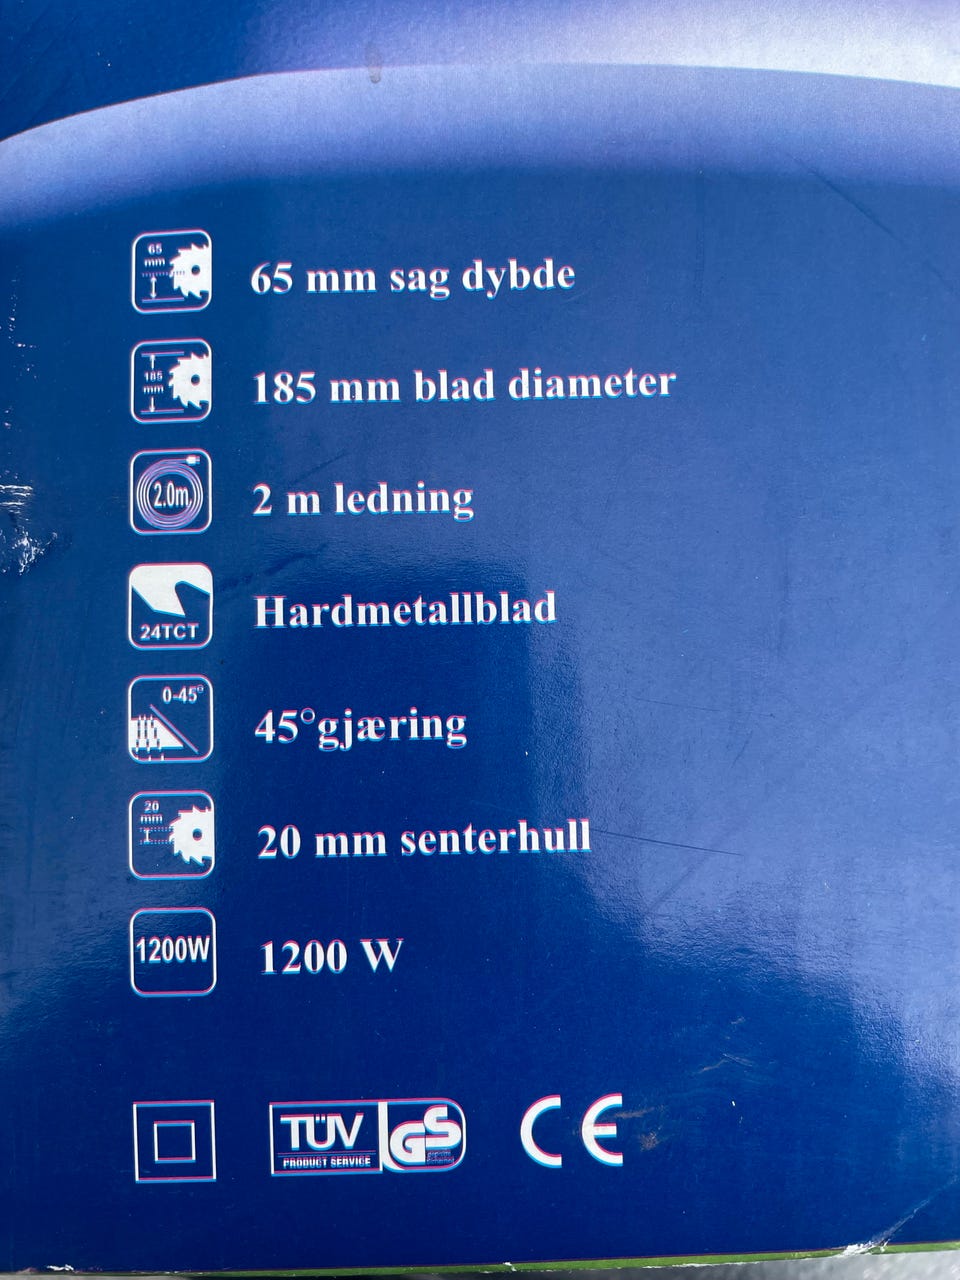 65
mm
65 mm sag dybde
185
mm
185 mm blad diameter
2.0m
2 m ledning
24TCT
Hardmetallblad
0-45°
45°gjæring
20
mm
20 mm senterhull
1200W
1200 W
TÜV
PRODUCT SERVICE
GS
CE